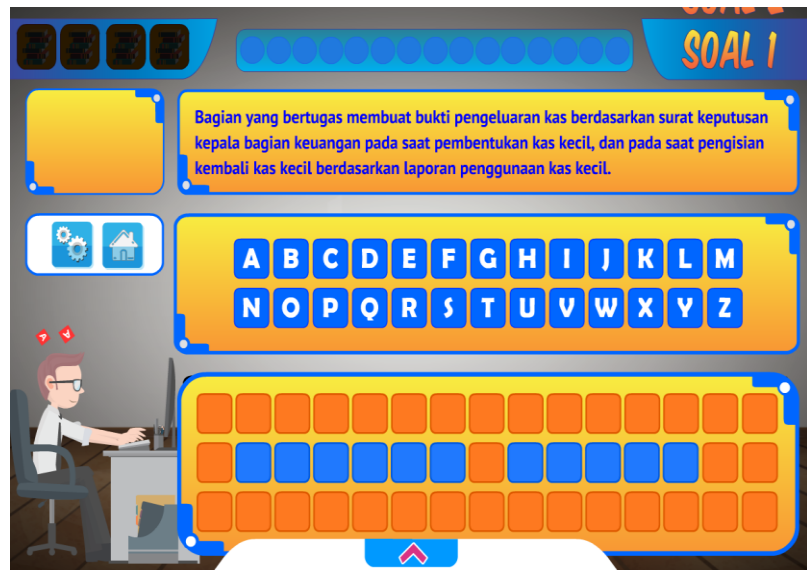 SOAL 1
Bagian yang bertugas membuat bukti pengeluaran kas berdasarkan surat keputusan
kepala bagian keuangan pada saat pembentukan kas kecil, dan pada saat pengisian
kembali kas kecil berdasarkan laporan penggunaan kas kecil.
A B C D E F G H I J K L M
N O P Q R S T U V W X Y Z
A A